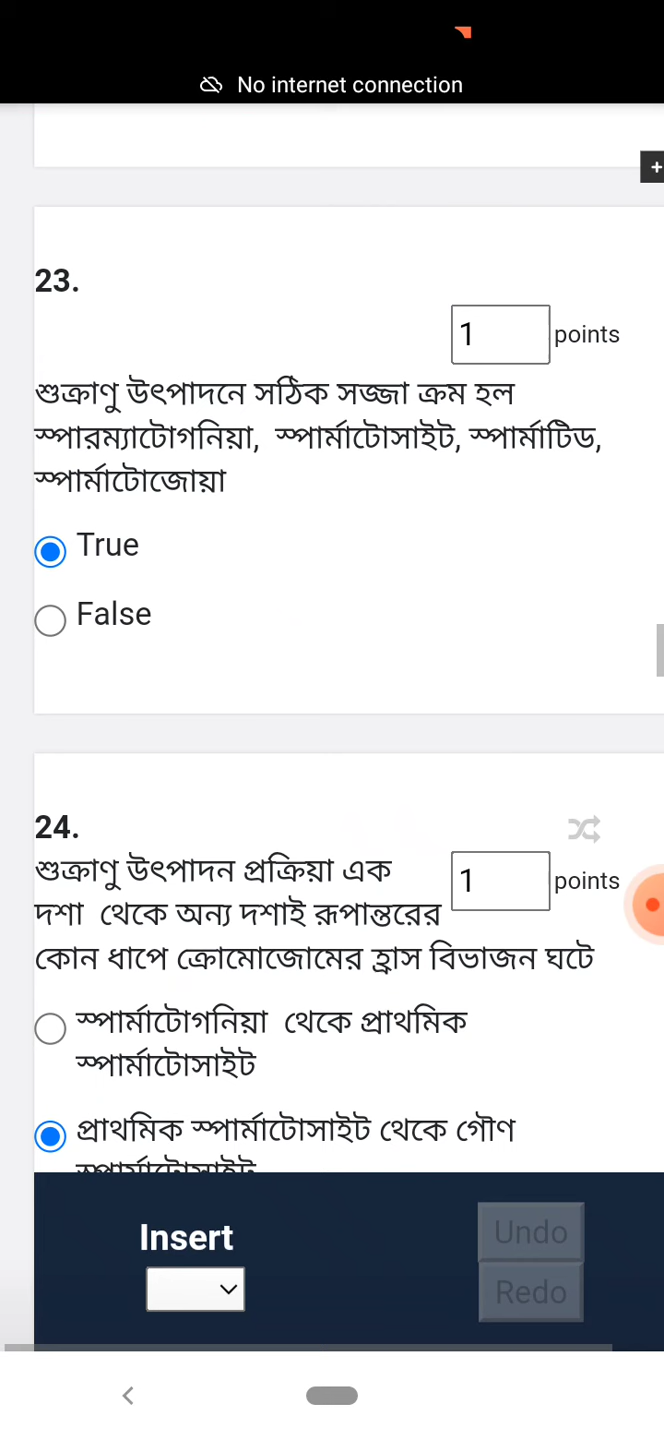 No internet connection
+
23.
1 points
শুক্রাণু উৎপাদনে সঠিক সজ্জা ক্রম হল
স্পারম্যাটোগনিয়া, স্পার্মাটোসাইট, স্পার্মাটিড,
স্পার্মাটোজোয়া
True
False
24.
1 points
শুক্রাণু উৎপাদন প্রক্রিয়া এক
দশা থেকে অন্য দশাই রূপান্তরের
কোন ধাপে ক্রোমোজোমের হ্রাস বিভাজন ঘটে
স্পার্মাটোগনিয়া থেকে প্রাথমিক
স্পার্মাটোসাইট
প্রাথমিক স্পার্মাটোসাইট থেকে গৌণ
স্পার্মাটোসাইট
Insert
Undo
Redo